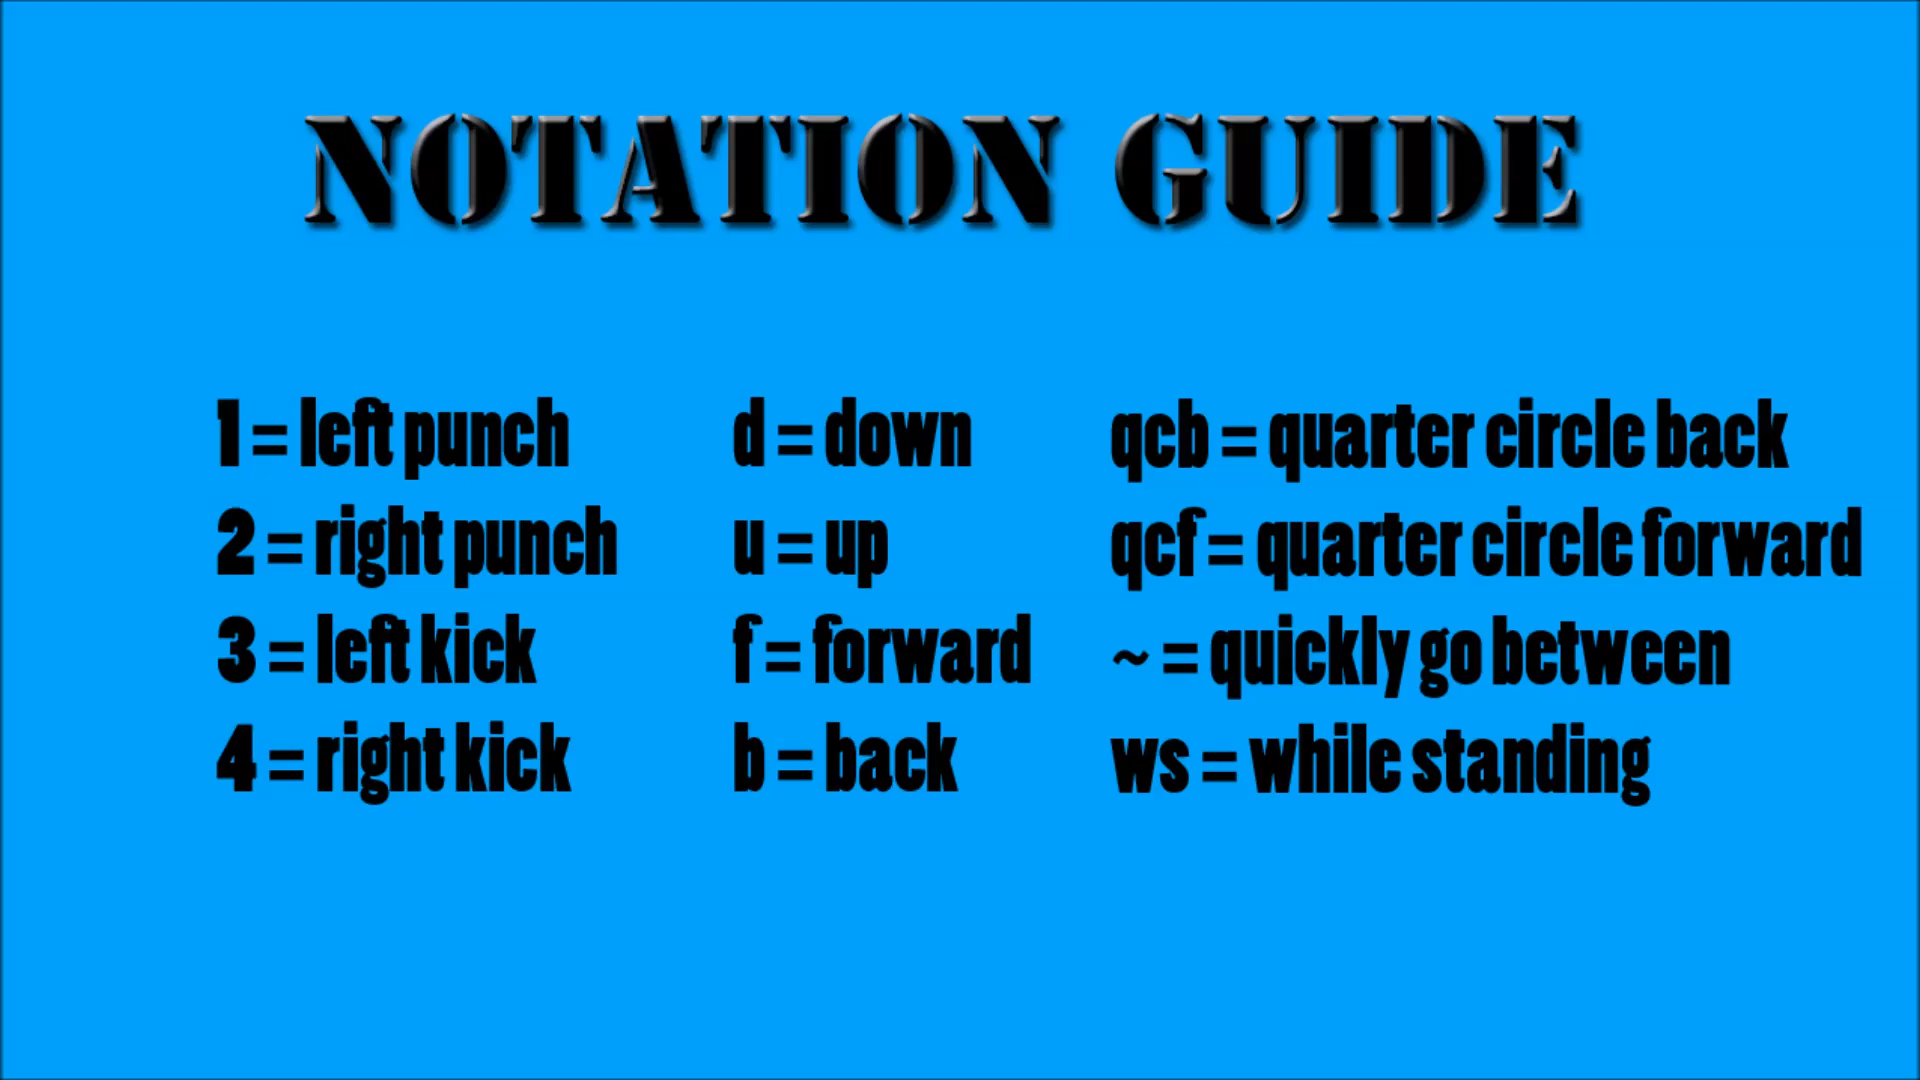 NOTATION GUIDE
1 = left punch
2 = right punch
3 = left kick
4 = right kick
d = down
u = up
f = forward
b = back
qcb = quarter circle back
qcf = quarter circle forward
~ = quickly go between
ws = while standing